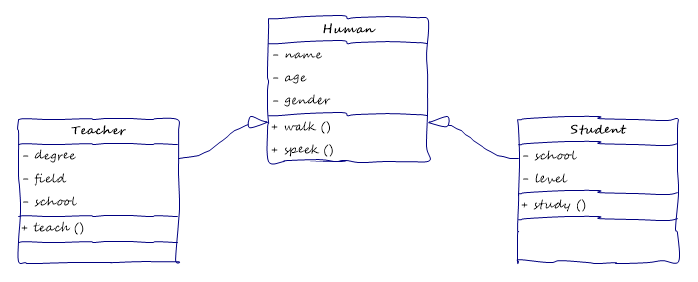 Human
- name
- age
- gender
+ walk ()
+ speek ()
Teacher
- degree
- field
- school
+ teach ()
Student
- school
- level
+ study ()